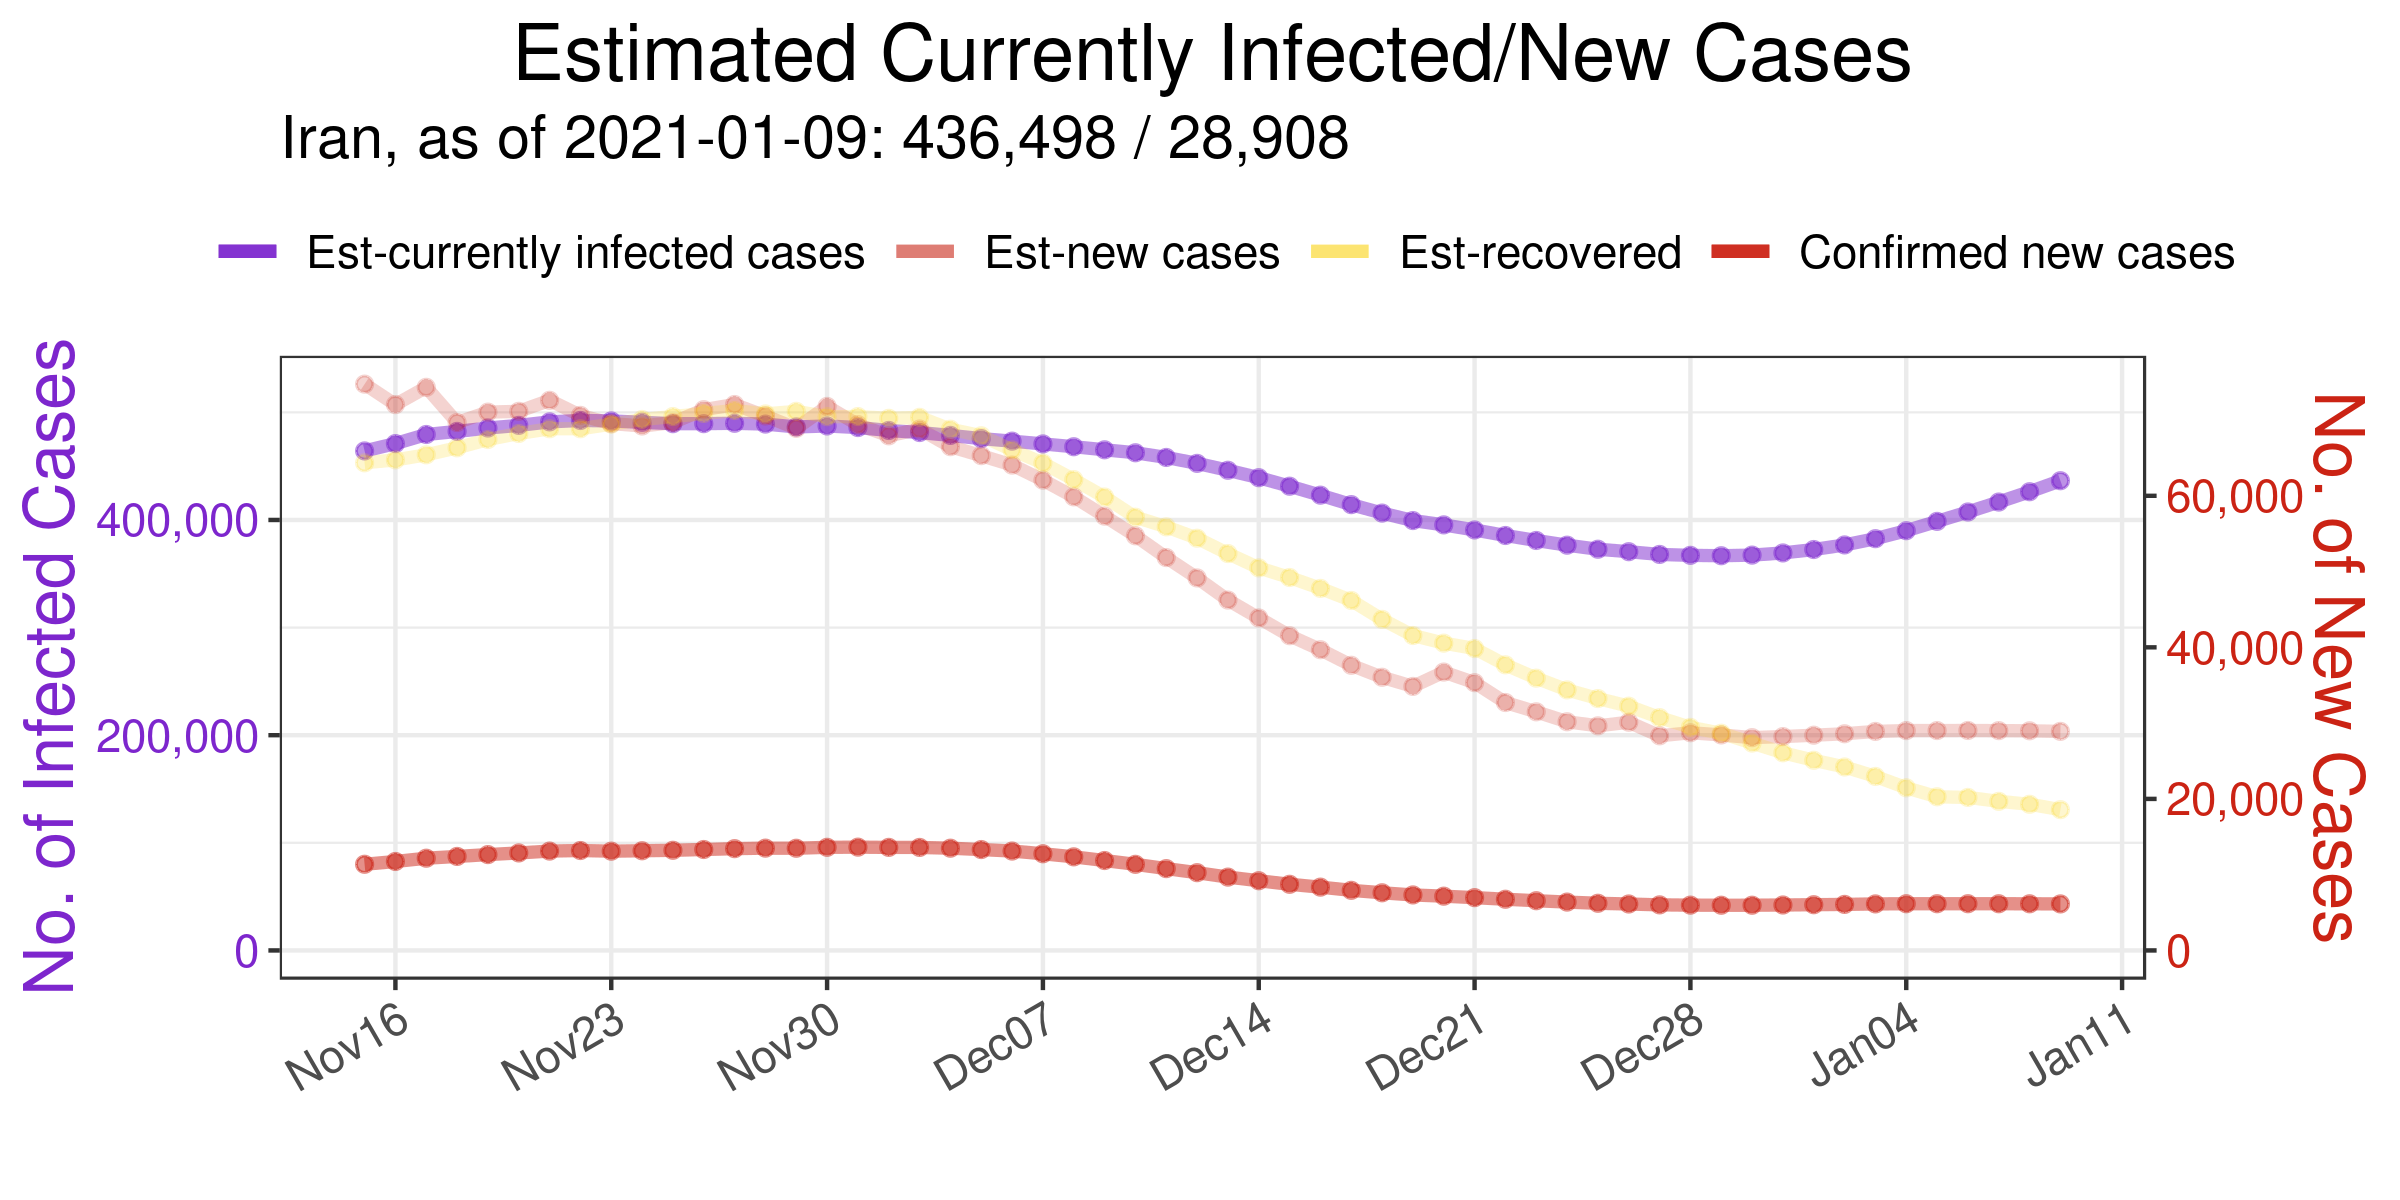 Estimated Currently Infected/New Cases
Iran, as of 2021-01-09: 436,498 / 28,908
Est-currently infected cases Est-new cases Est-recovered Confirmed new cases
No. of Infected Cases
400,000
200,000
0
No. of New Cases
60,000
40,000
20,000
0
Nov16 Nov23 Nov30 Dec07 Dec14 Dec21 Dec28 Jan04 Jan11